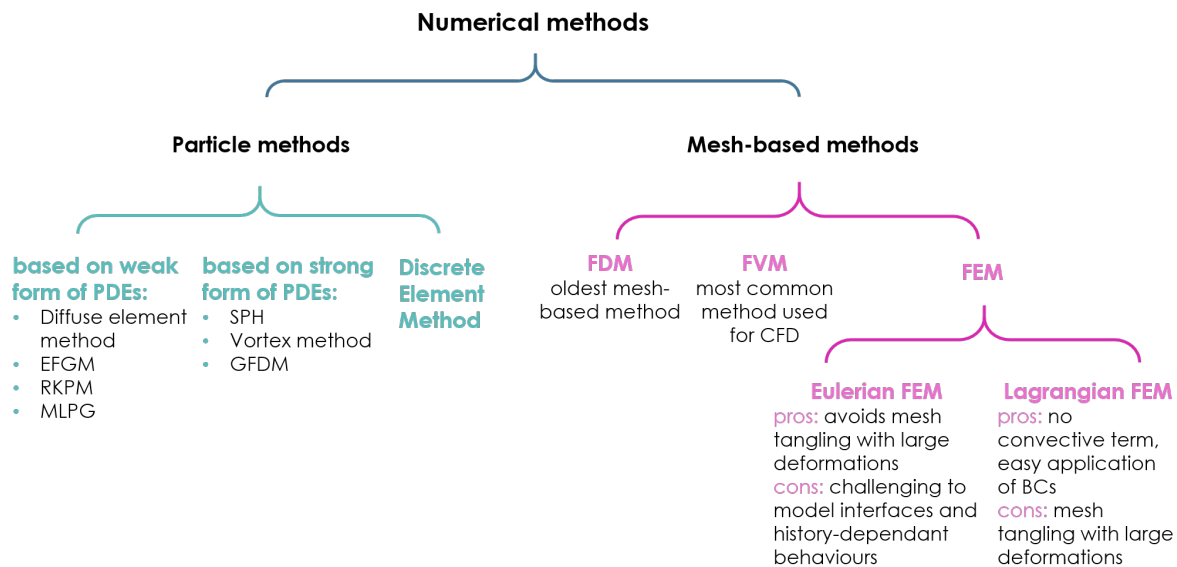 Numerical methods
Particle methods
Mesh-based methods
based on weak
form of PDEs:
• Diffuse element
method
• EFGM
• RKPM
• MLPG
based on strong
form of PDEs:
• SPH
• Vortex method
• GFDM
Discrete
Element
Method
FDM
oldest mesh-
based method
FVM
most common
method used
for CFD
FEM
Eulerian FEM
pros: avoids mesh
tangling with large
deformations
cons: challenging to
model interfaces and
history-dependant
behaviours
Lagrangian FEM
pros: no
convective term,
easy application
of BCs
cons: mesh
tangling with large
deformations